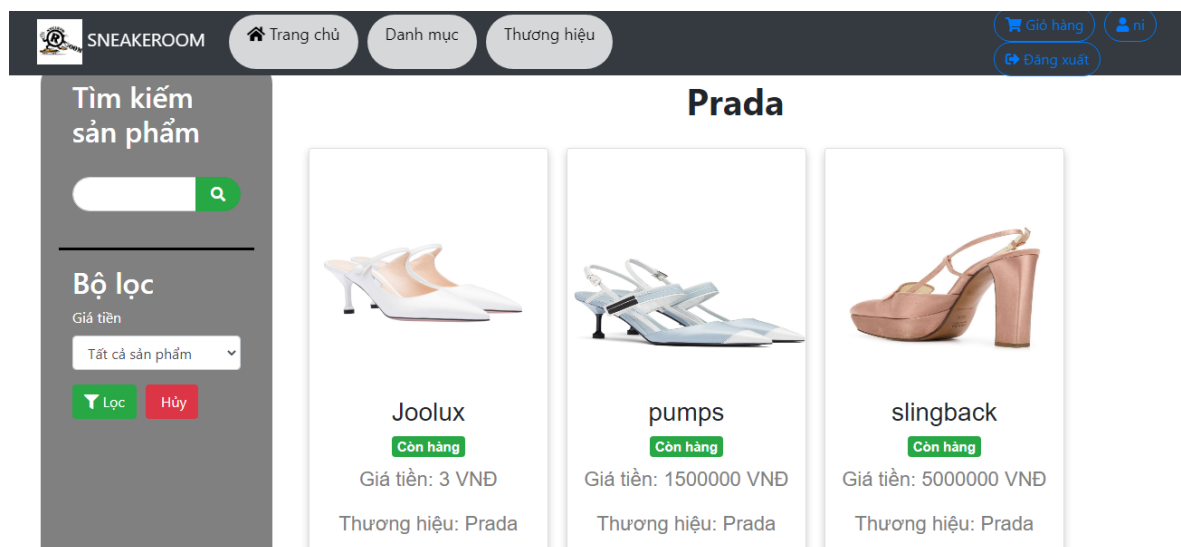 SNEAKEROOM
Trang chủ
Danh mục
Thương hiệu
Giỏ hàng
ni
Đăng xuất
Tìm kiếm
sản phẩm
Bộ lọc
Giá tiền
Tất cả sản phẩm
Lọc
Hủy
Prada
Joolux
Còn hàng
Giá tiền: 3 VNĐ
Thương hiệu: Prada
pumps
Còn hàng
Giá tiền: 1500000 VNĐ
Thương hiệu: Prada
slingback
Còn hàng
Giá tiền: 5000000 VNĐ
Thương hiệu: Prada